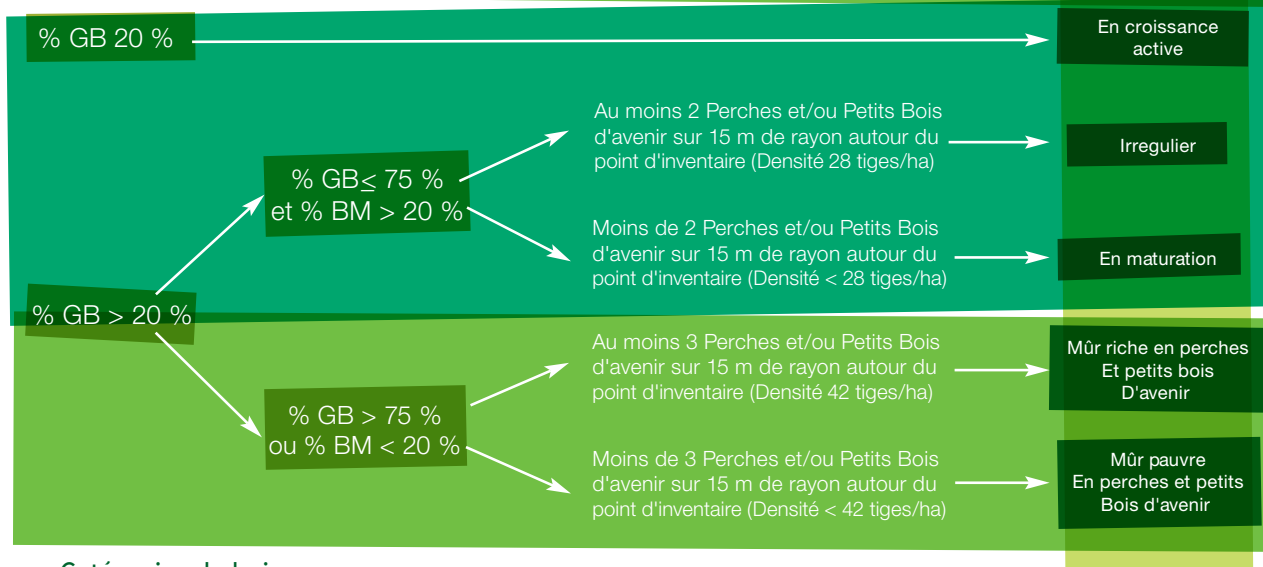 % GB 20 %
En croissance
active
Au moins 2 Perches et/ou Petits Bois
d'avenir sur 15 m de rayon autour du
point d'inventaire (Densité 28 tiges/ha)
Irregulier
% GB≤ 75 %
et % BM > 20 %
Moins de 2 Perches et/ou Petits Bois
d'avenir sur 15 m de rayon autour du
point d'inventaire (Densité < 28 tiges/ha)
En maturation
% GB > 20 %
Au moins 3 Perches et/ou Petits Bois
d'avenir sur 15 m de rayon autour du
point d'inventaire (Densité 42 tiges/ha)
Mûr riche en perches
Et petits bois
D'avenir
% GB > 75 %
ou % BM < 20 %
Moins de 3 Perches et/ou Petits Bois
d'avenir sur 15 m de rayon autour du
point d'inventaire (Densité < 42 tiges/ha)
Mûr pauvre
En perches et petits
Bois d'avenir